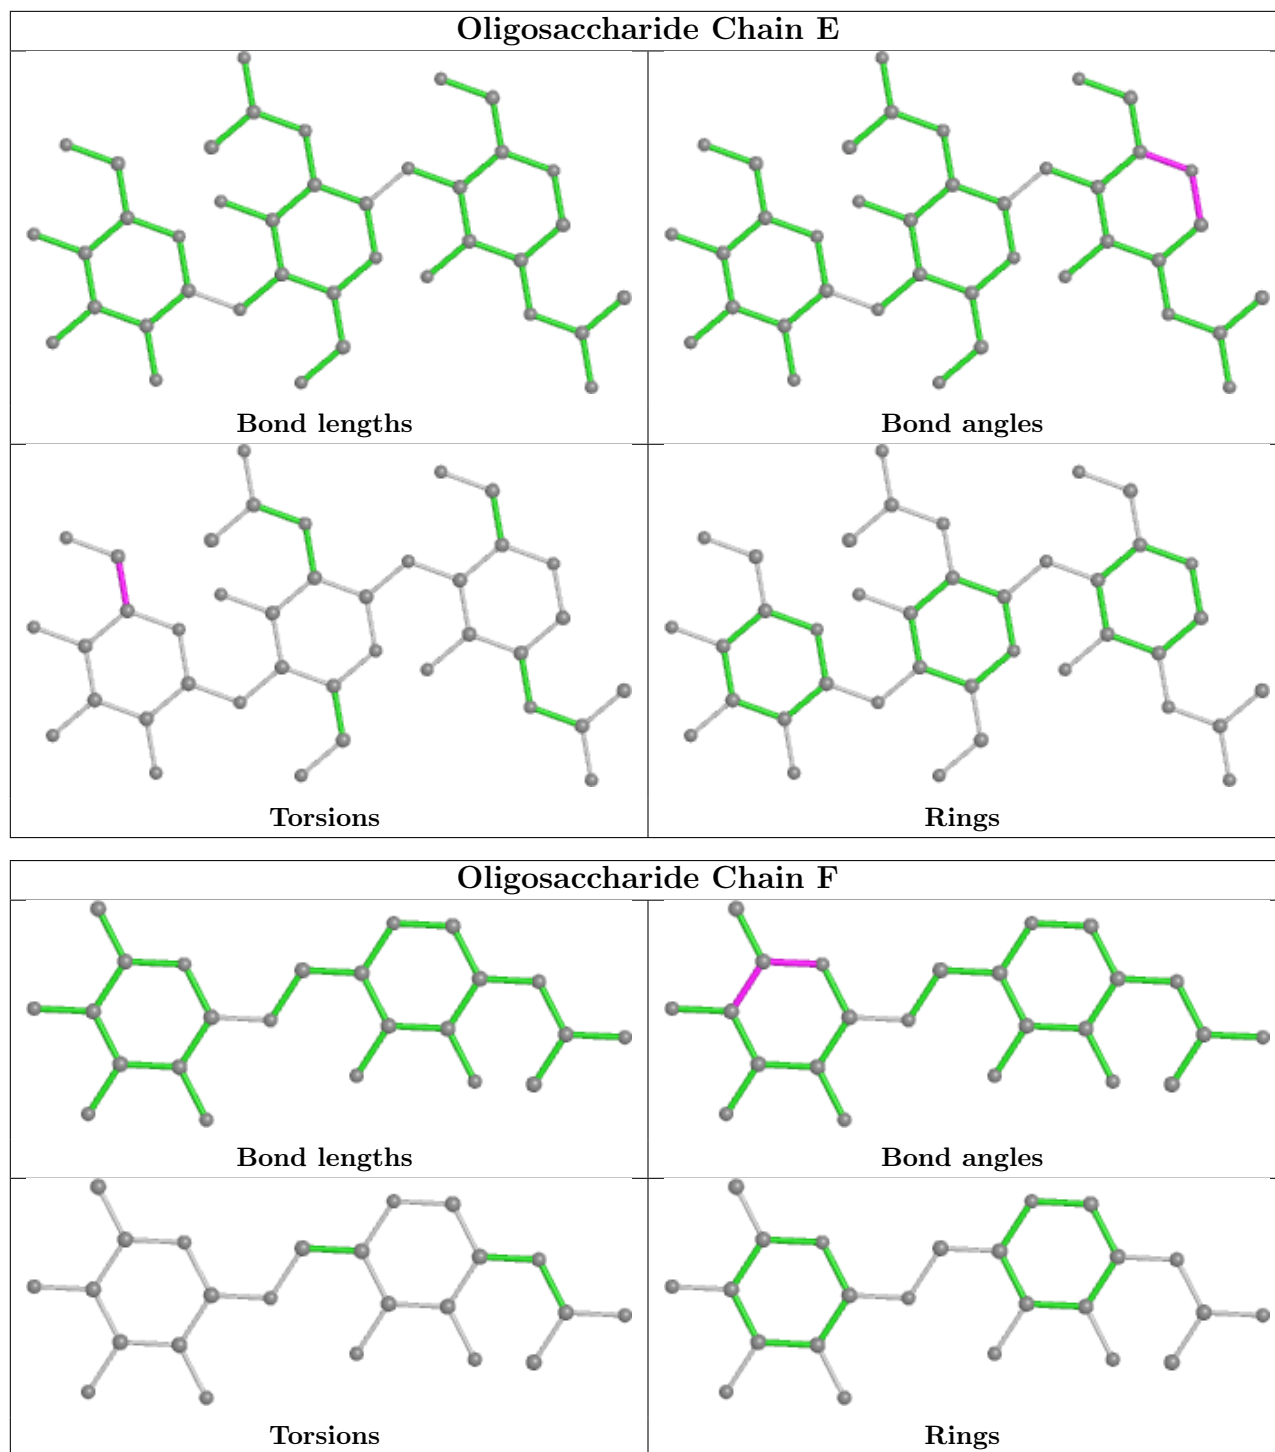 Oligosaccharide Chain E
Bond lengths
Bond angles
Torsions
Rings
Oligosaccharide Chain F
Bond lengths
Bond angles
Torsions
Rings